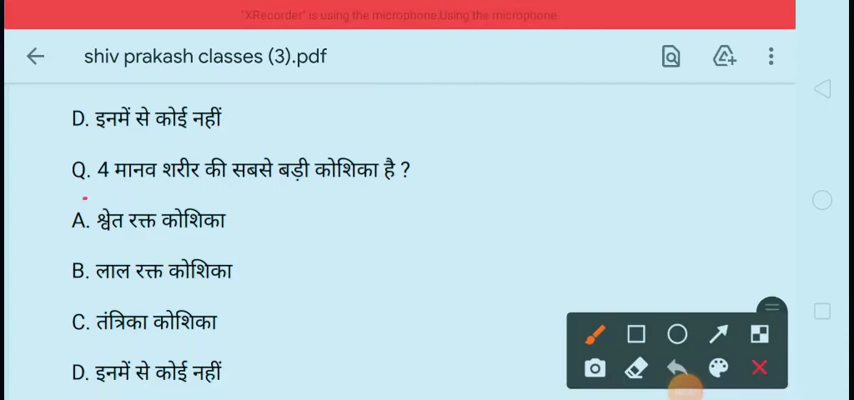 "XRecorder" is using the microphone.Using the microphone.
shiv prakash classes (3).pdf
D. इनमें से कोई नहीं
Q. 4 मानव शरीर की सबसे बड़ी कोशिका है ?
A. श्वेत रक्त कोशिका
B. लाल रक्त कोशिका
C. तंत्रिका कोशिका
D. इनमें से कोई नहीं